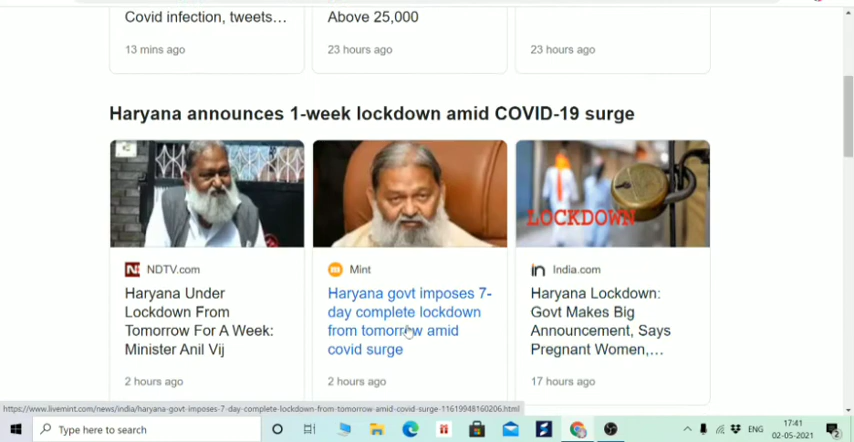 Covid infection, tweets...
13 mins ago
Above 25,000
23 hours ago
23 hours ago
Haryana announces 1-week lockdown amid COVID-19 surge
NDTV.com
Haryana Under
Lockdown From
Tomorrow For A Week:
Minister Anil Vij
2 hours ago
Mint
Haryana govt imposes 7-
day complete lockdown
from tomorrow amid
covid surge
2 hours ago
LOCKDOWN
India.com
Haryana Lockdown:
Govt Makes Big
Announcement, Says
Pregnant Women,...
17 hours ago
https://www.livemint.com/news/india/haryana-govt-imposes-7-day-complete-lockdown-from-tomorrow-amid-covid-surge-11619948160206.html
Type here to search
ENG
17:41
02-05-2021
2